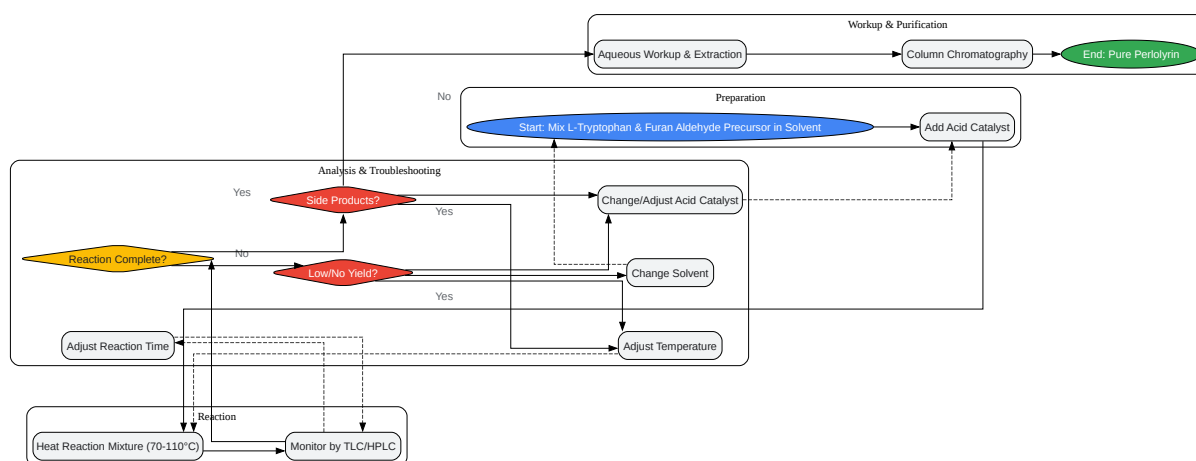 Workup & Purification
Aqueous Workup & Extraction
Column Chromatography
End: Pure Perlolyrin
No
Preparation
Start: Mix L-Tryptophan & Furan Aldehyde Precursor in Solvent
Add Acid Catalyst
Analysis & Troubleshooting
Yes
Side Products?
Change/Adjust Acid Catalyst
Yes
Reaction Complete?
No
Low/No Yield?
Change Solvent
Yes
Adjust Reaction Time
Adjust Temperature
Reaction
Heat Reaction Mixture (70-110°C)
Monitor by TLC/HPLC